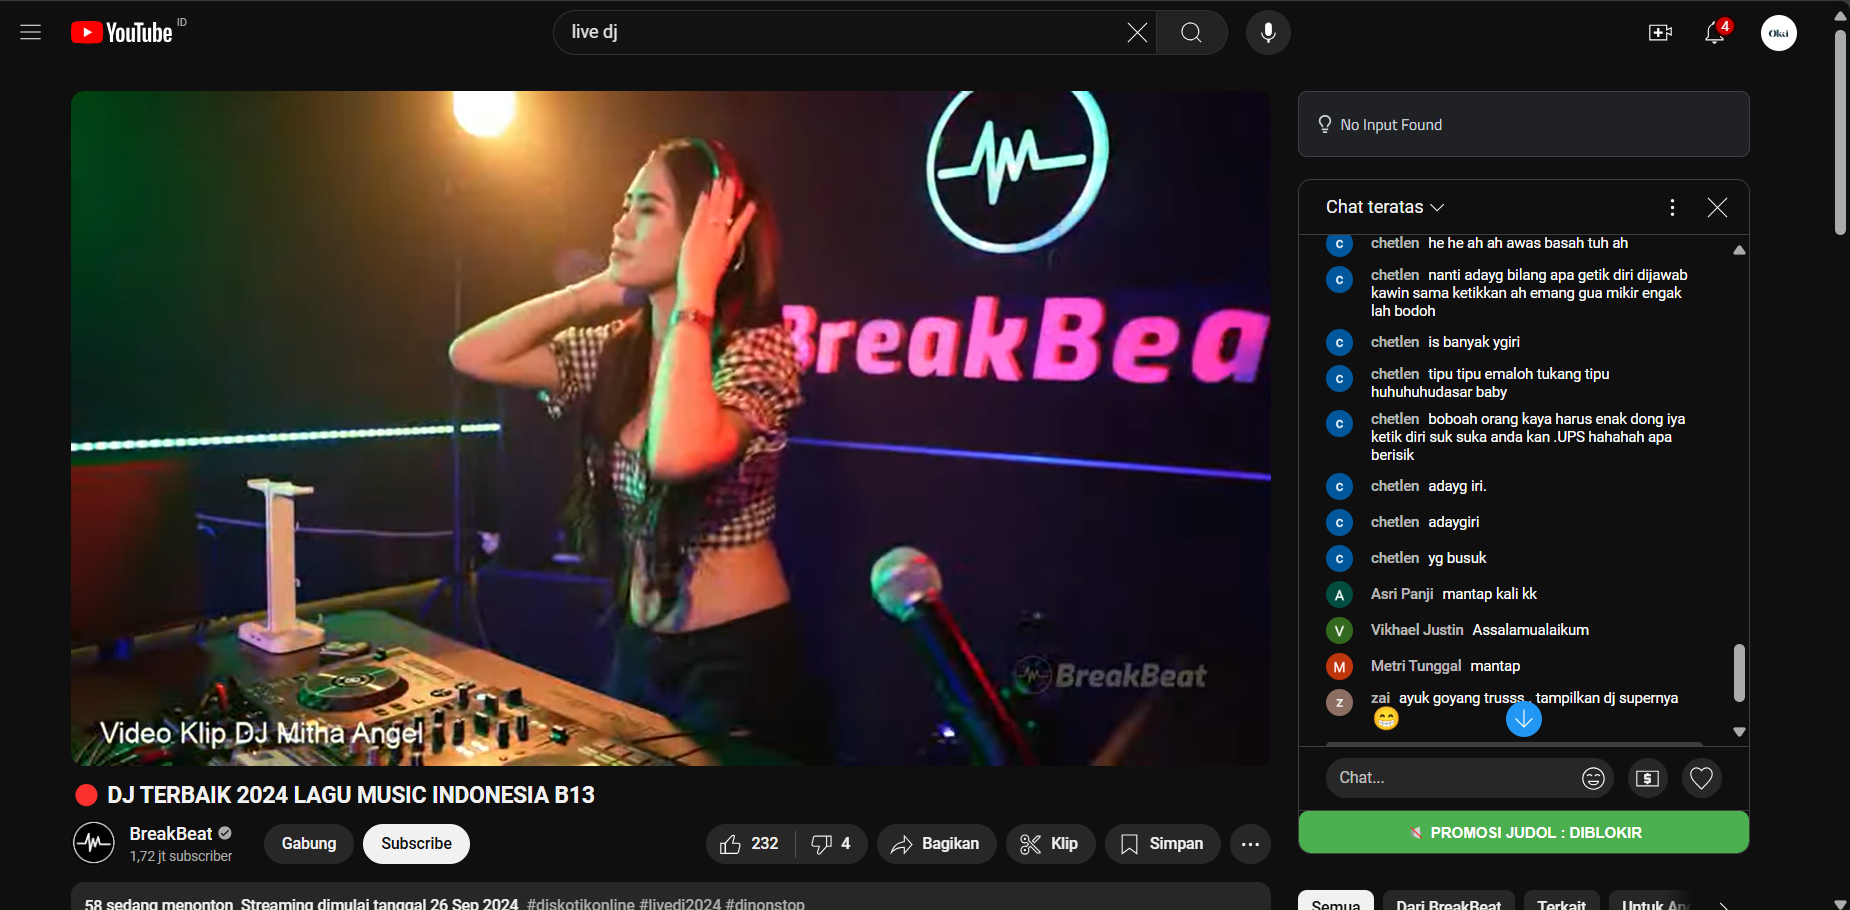 YouTube ID
live dj
4
Okai
BreakBea
BreakBeat
Video Klip DJ Mitha Angel
No Input Found
Chat teratas
chetlen he he ah ah awas basah tuh ah
chetlen nanti adayg bilang apa getik diri dijawab
kawin sama ketikkan ah emang gua mikir engak
lah bodoh
chetlen is banyak ygiri
chetlen tipu tipu emaloh tukang tipu
huhuhuhudasar baby
chetlen boboah orang kaya harus enak dong iya
ketik diri suk suka anda kan .UPS hahahah apa
berisik
chetlen adayg iri.
chetlen adaygiri
chetlen yg busuk
A Asri Panji mantap kali kk
V Vikhael Justin Assalamualaikum
M Metri Tunggal mantap
z zai ayuk goyang trusss , tampilkan dj supernya
😁
Chat...
PROMOSI JUDOL : DIBLOKIR
DJ TERBAIK 2024 LAGU MUSIC INDONESIA B13
BreakBeat
1,72 jt subscriber
Gabung
Subscribe
232
4
Bagikan
Klip
Simpan
58 sedang menonton Streaming dimulai tanggal 26 Sep 2024 #diskotikonline #livedj2024 #djnonstop
Semua
Dari BreakBeat
Terkait
Untuk An